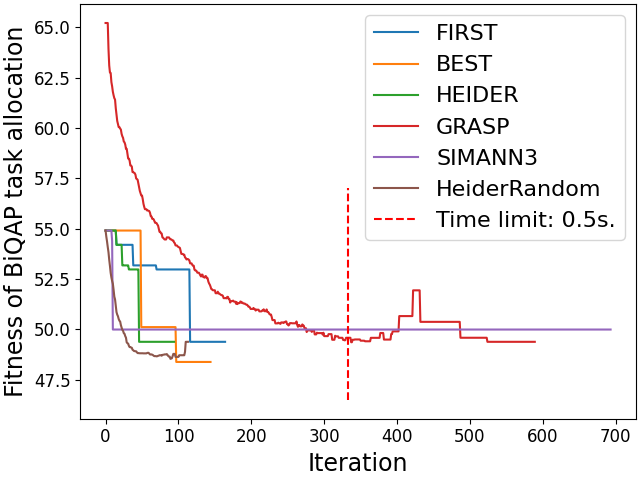 Fitness of BiQAP task allocation
65.0
62.5
60.0
57.5
55.0
52.5
50.0
47.5
FIRST
BEST
HEIDER
GRASP
SIMANN3
HeiderRandom
Time limit: 0.5s.
0 100 200 300 400 500 600 700
Iteration